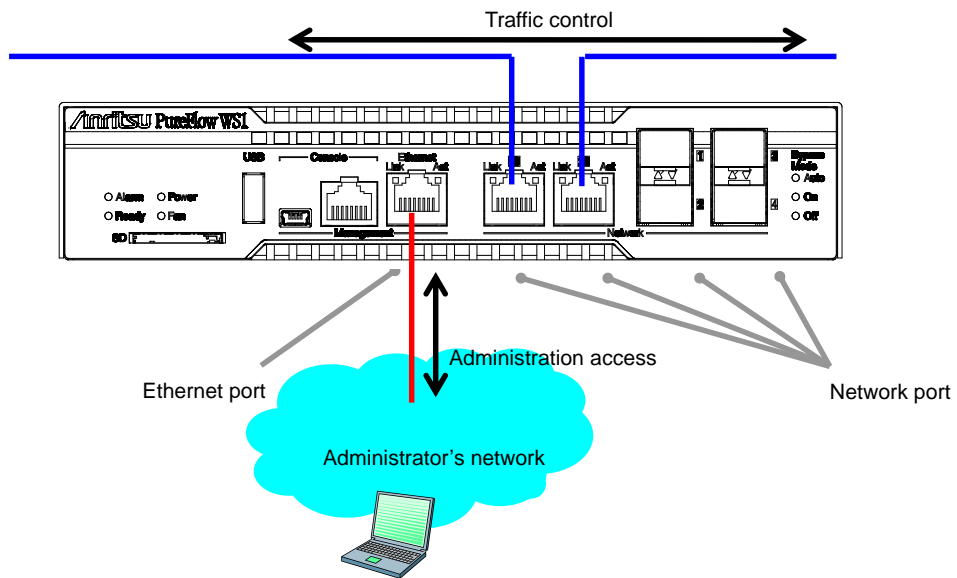 Traffic control
Anritsu PureFlow WS1
USB
Console
Ethernet
Link Act
Link Act
Link Act
1
3
Bypass
Mode
Auto
On
Off
Alarm
Power
Ready
Fan
SD
2
4
Management
Network
Administration access
Ethernet port
Network port
Administrator's network